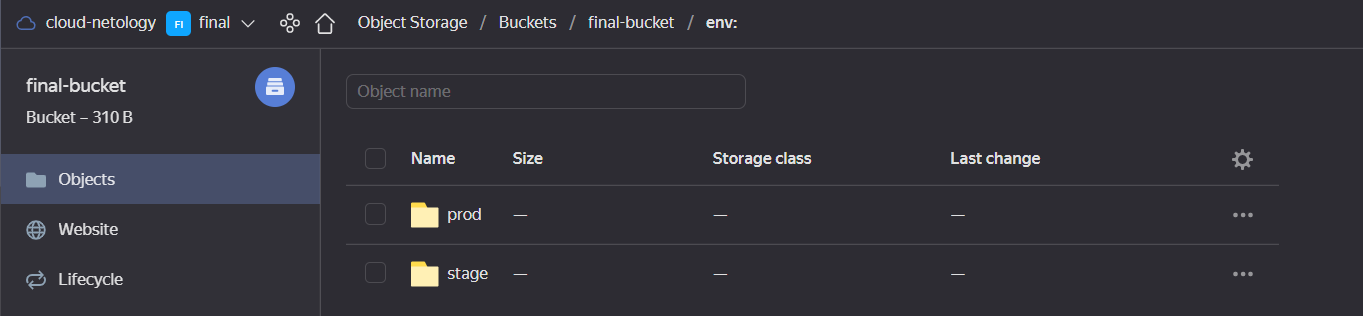 cloud-netology FI final Object Storage / Buckets / final-bucket / env:
final-bucket
Bucket – 310 B
Objects
Website
Lifecycle
Object name
Name Size Storage class Last change
prod — — —
stage — — —